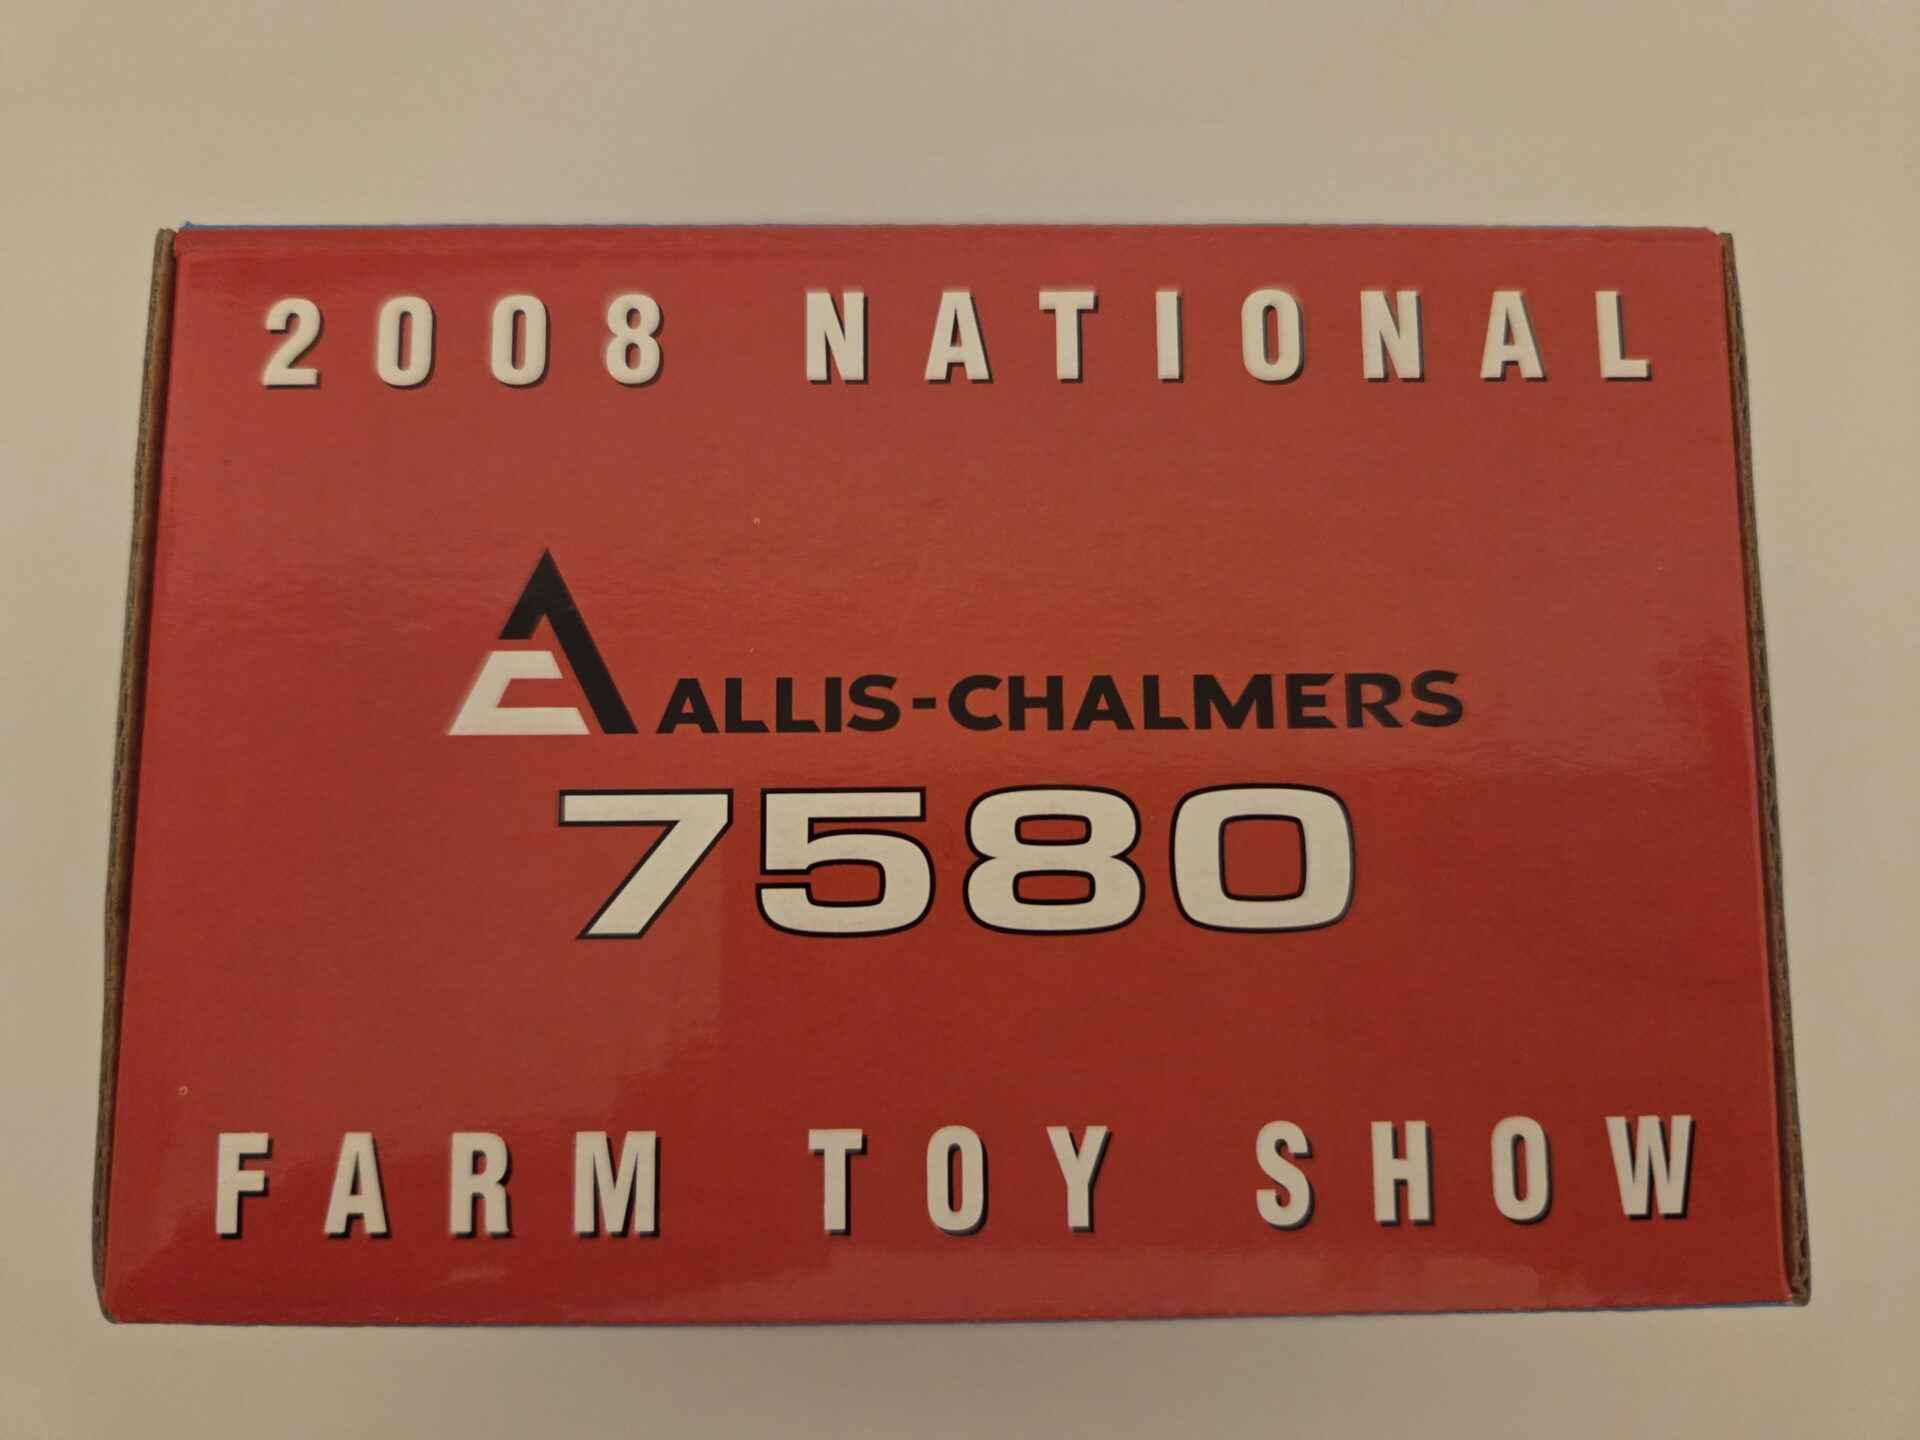 2008 NATIONAL
ALLIS-CHALMERS
7580
FARM TOY SHOW